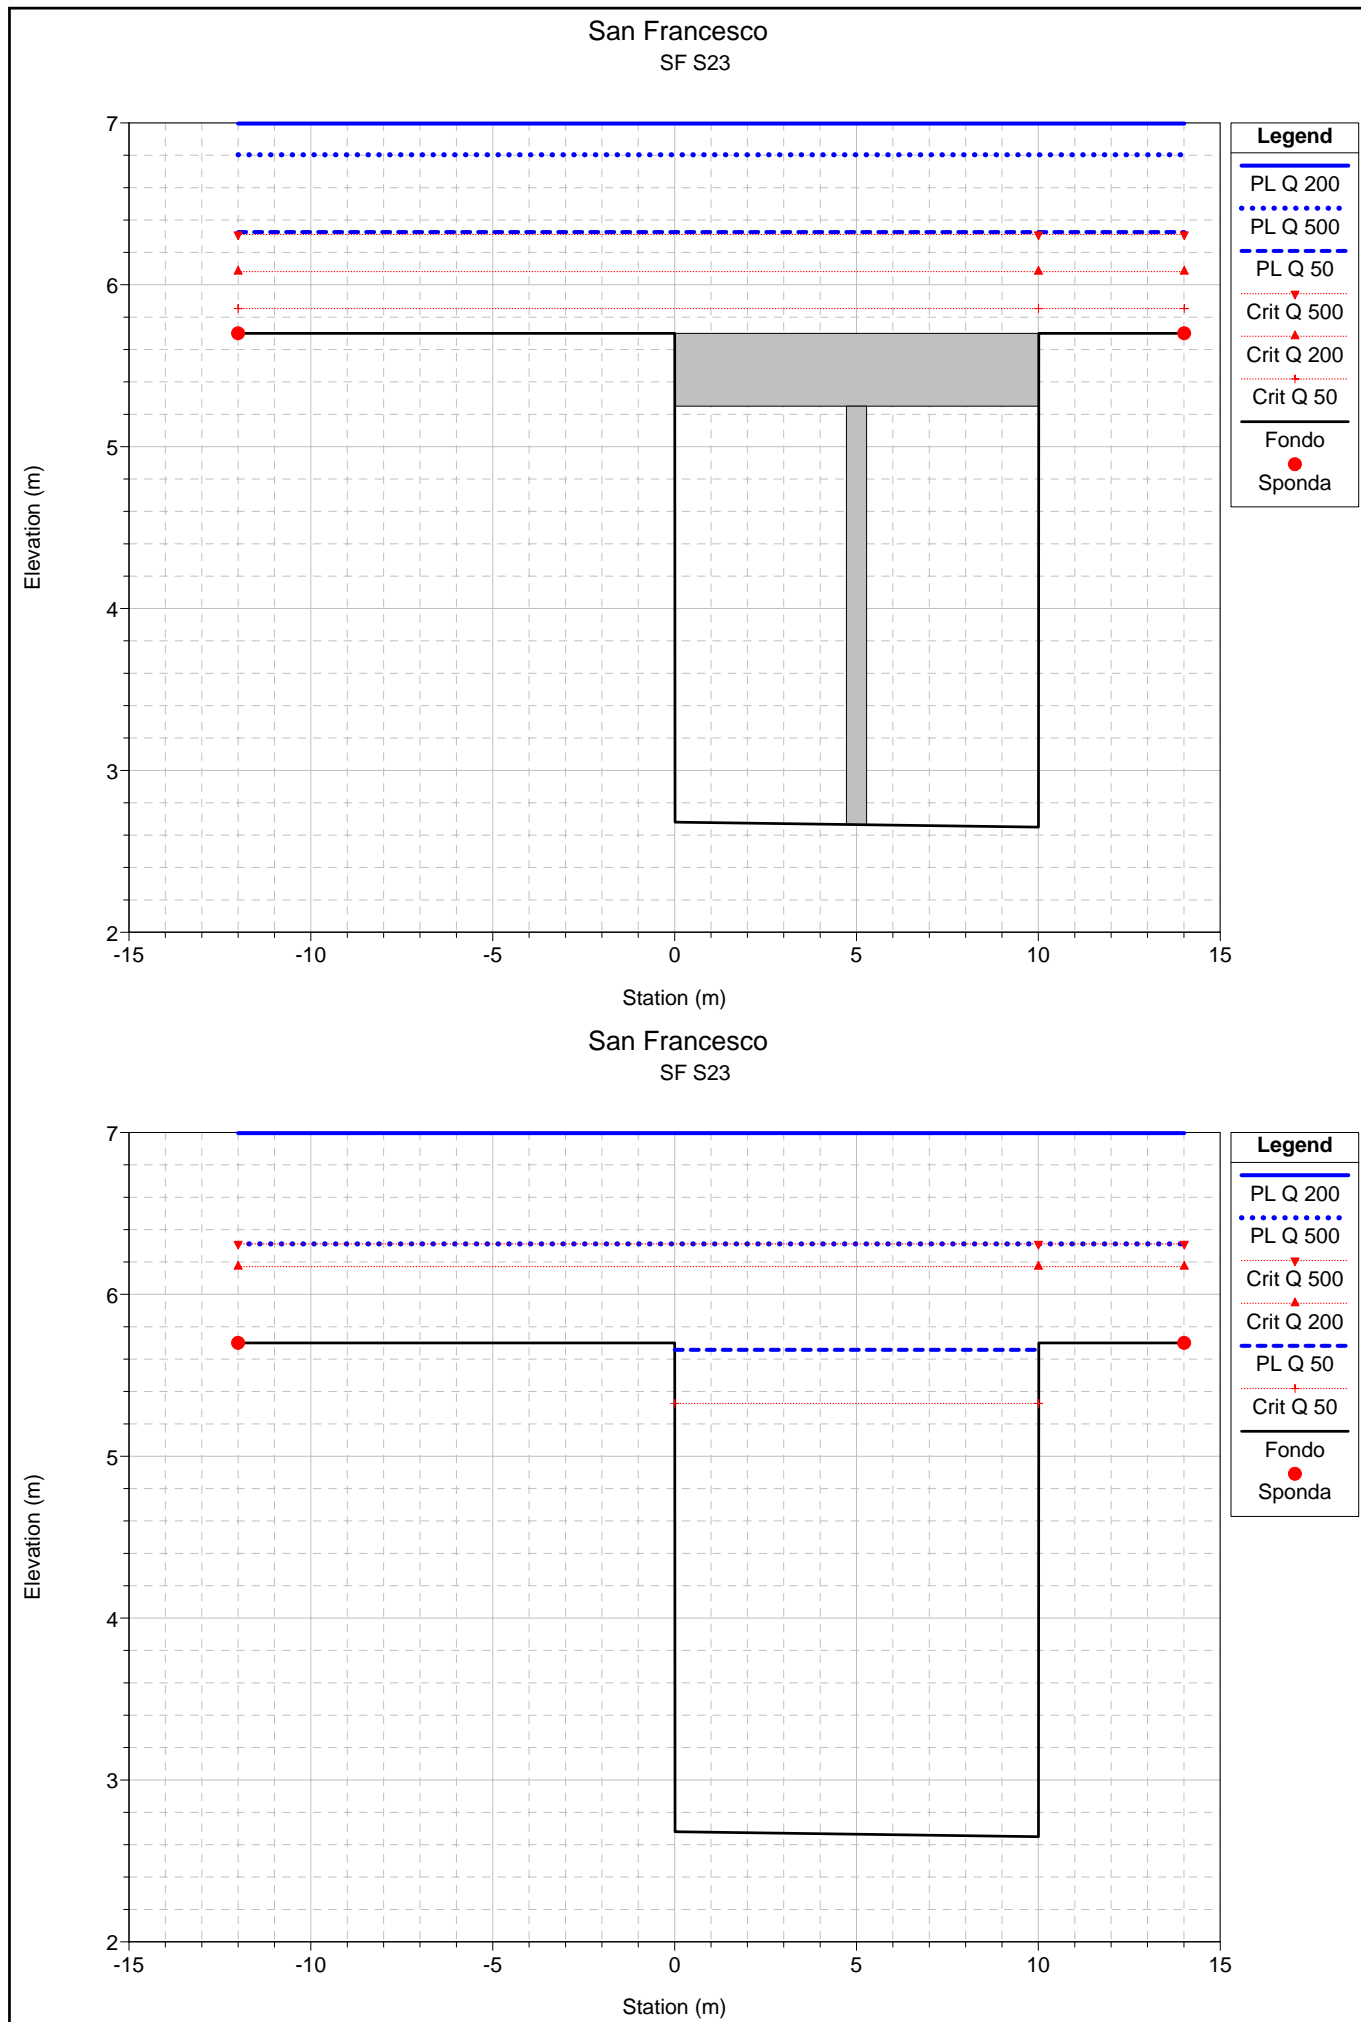 San Francesco
SF S23
7
6
5
4
3
2
-15
-10
-5
0
5
10
15
Elevation (m)
Station (m)
Legend
PL Q 200
PL Q 500
PL Q 50
Crit Q 500
Crit Q 200
Crit Q 50
Fondo
Sponda
San Francesco
SF S23
7
6
5
4
3
2
-15
-10
-5
0
5
10
15
Elevation (m)
Station (m)
Legend
PL Q 200
PL Q 500
Crit Q 500
Crit Q 200
PL Q 50
Crit Q 50
Fondo
Sponda